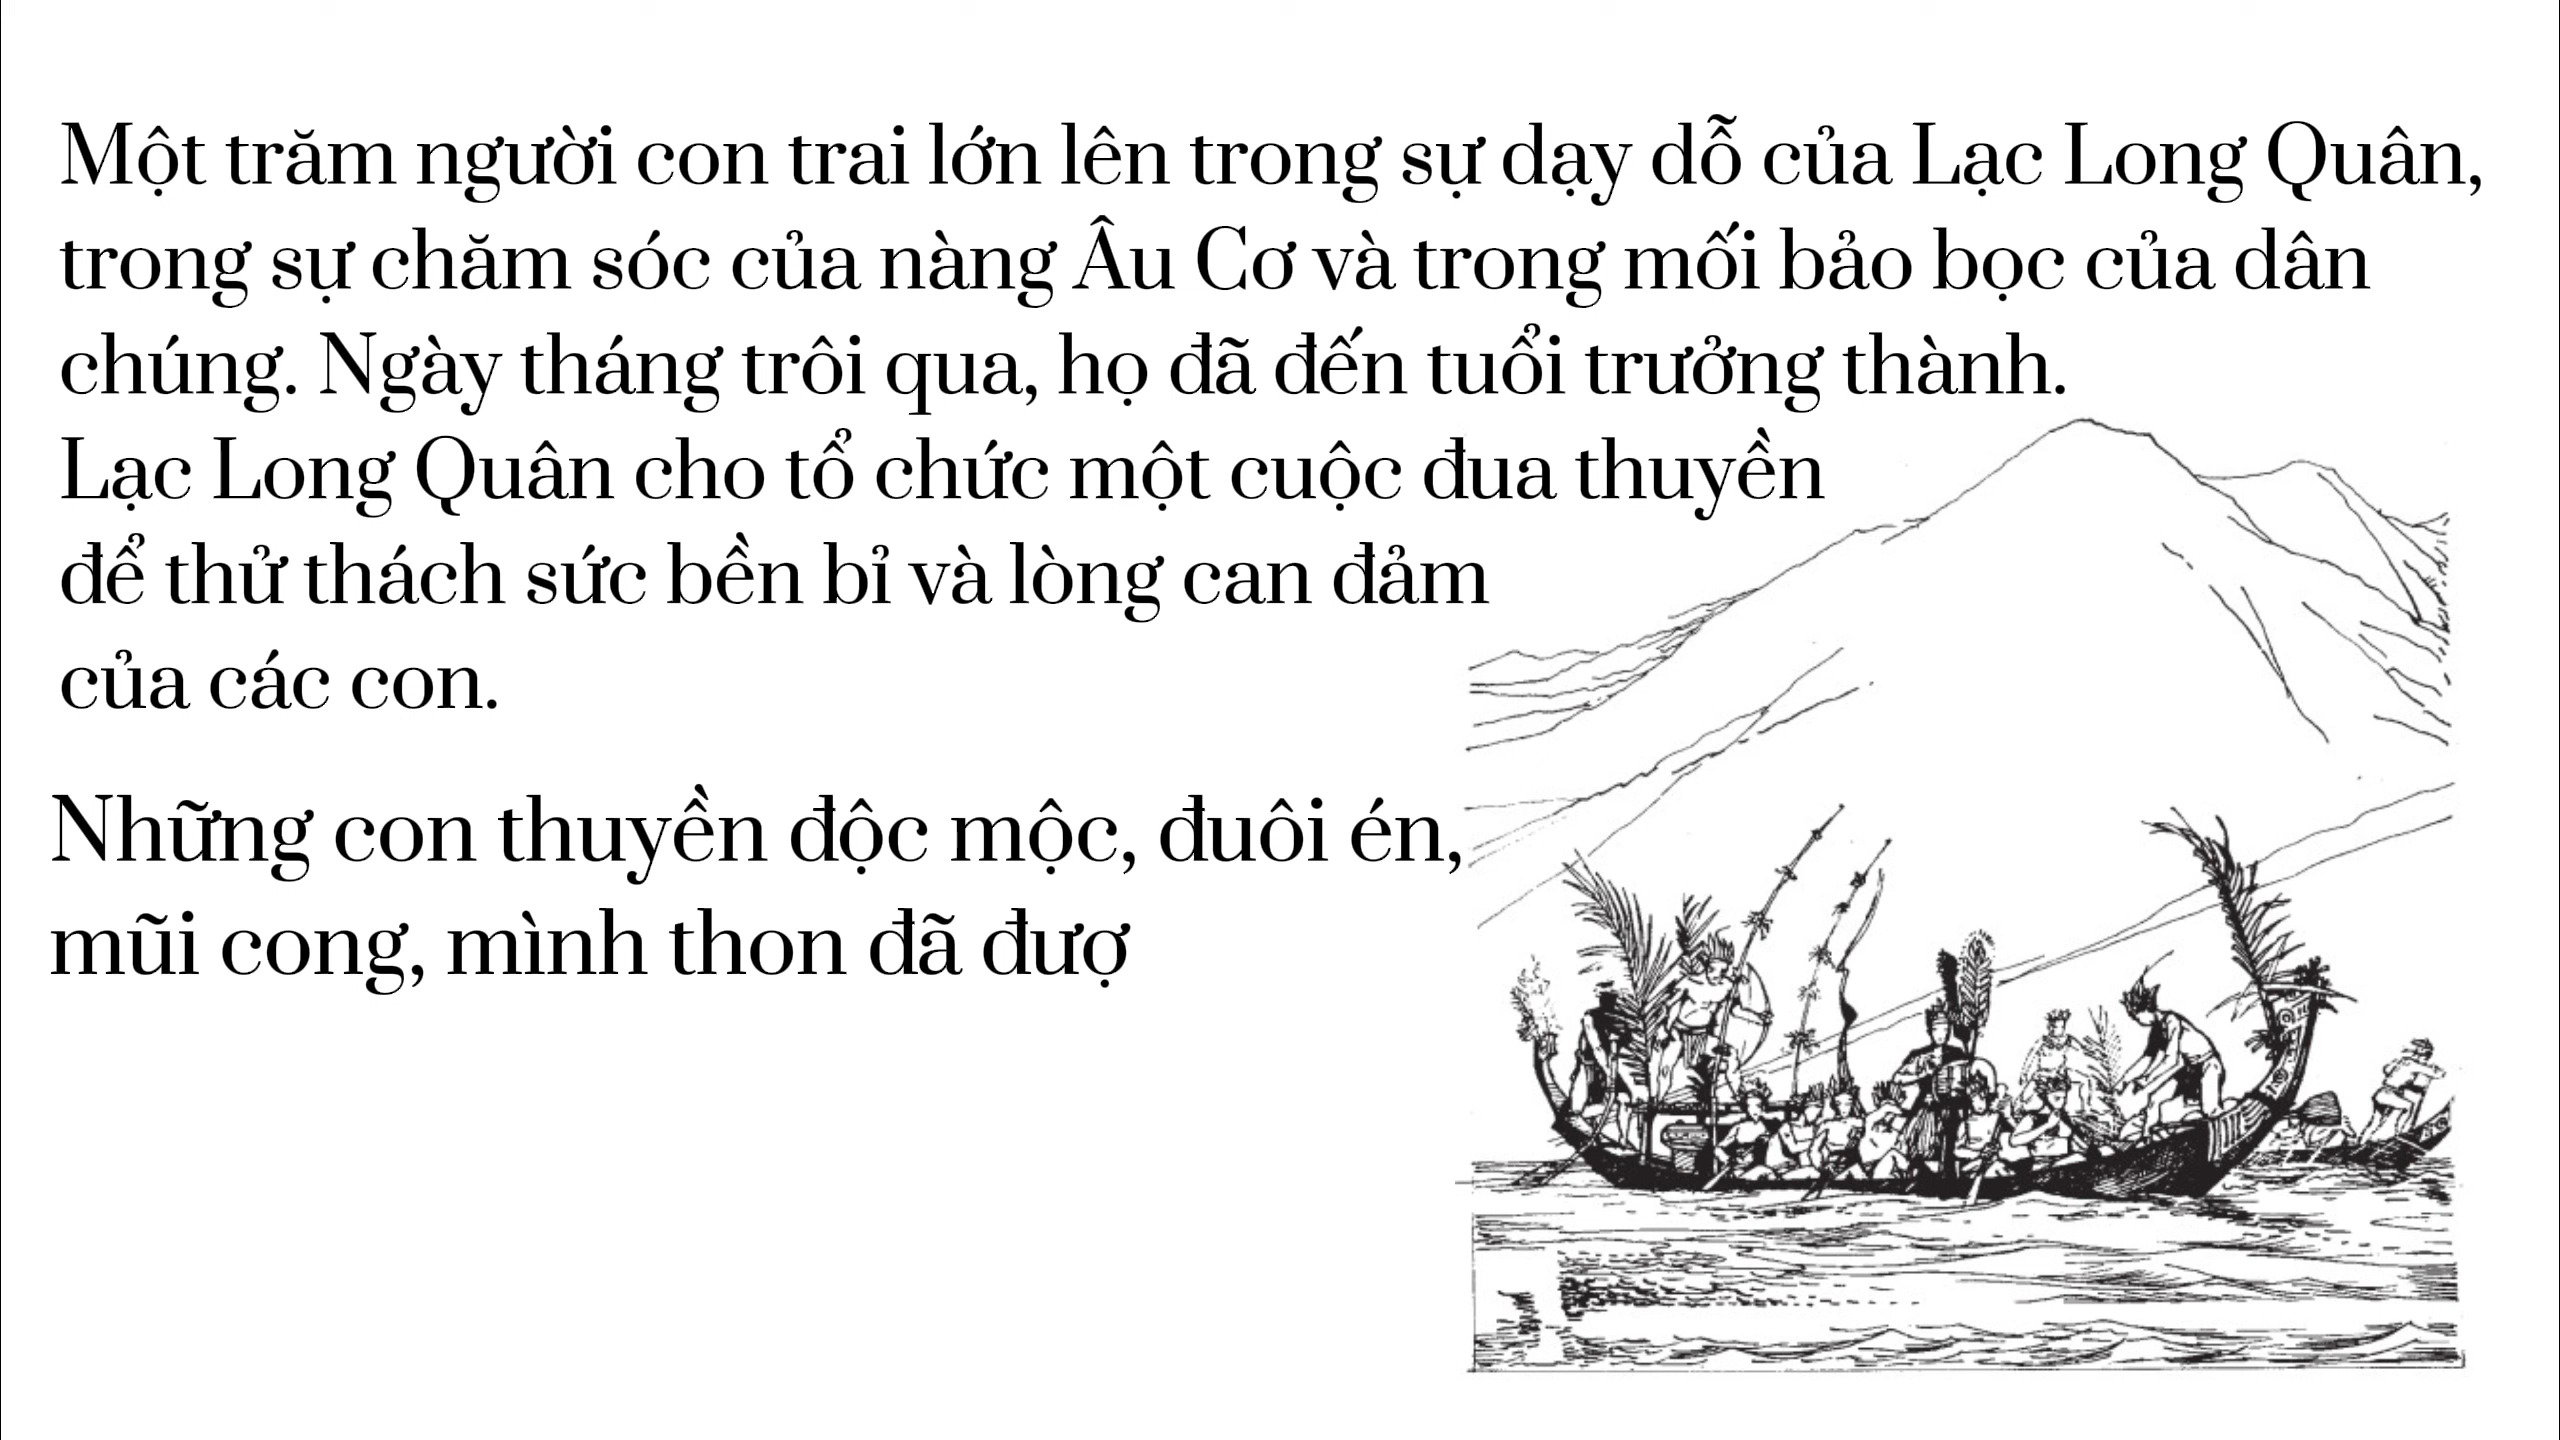 Một trăm người con trai lớn lên trong sự dạy dỗ của Lạc Long Quân,
trong sự chăm sóc của nàng Âu Cơ và trong mối bảo bọc của dân
chúng. Ngày tháng trôi qua, họ đã đến tuổi trưởng thành.
Lạc Long Quân cho tổ chức một cuộc đua thuyền
để thử thách sức bền bỉ và lòng can đảm
của các con.
Những con thuyền độc mộc, đuôi én,
mũi cong, mình thon đã đượ